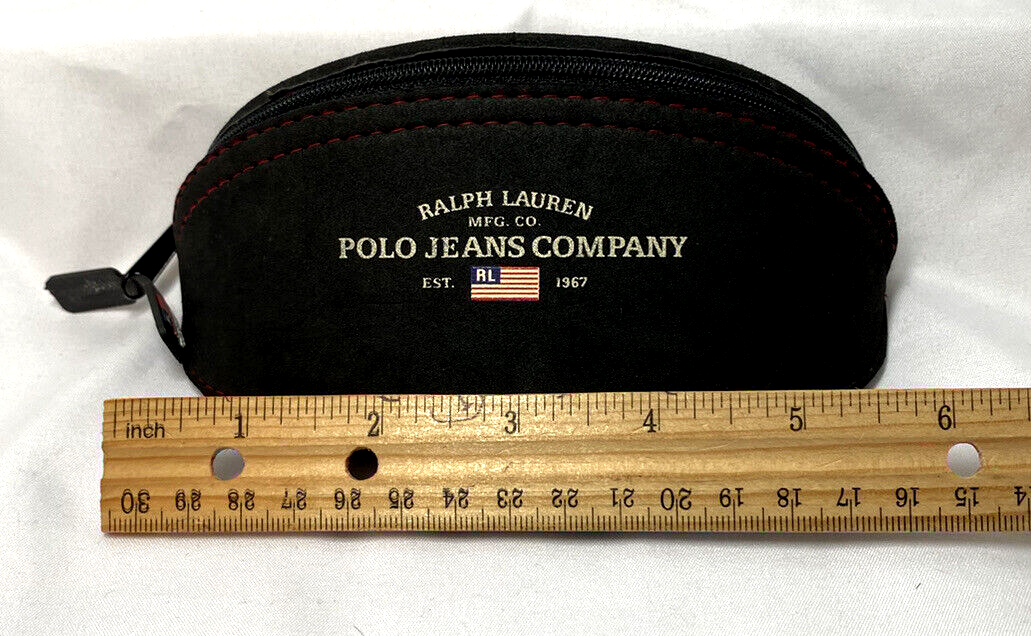 RALPH LAUREN
MFG. CO.
POLO JEANS COMPANY
EST. RL 1967
inch 1 2 3 4 5 6
30 29 28 27 26 25 24 23 22 21 20 19 18 17 16 15 14